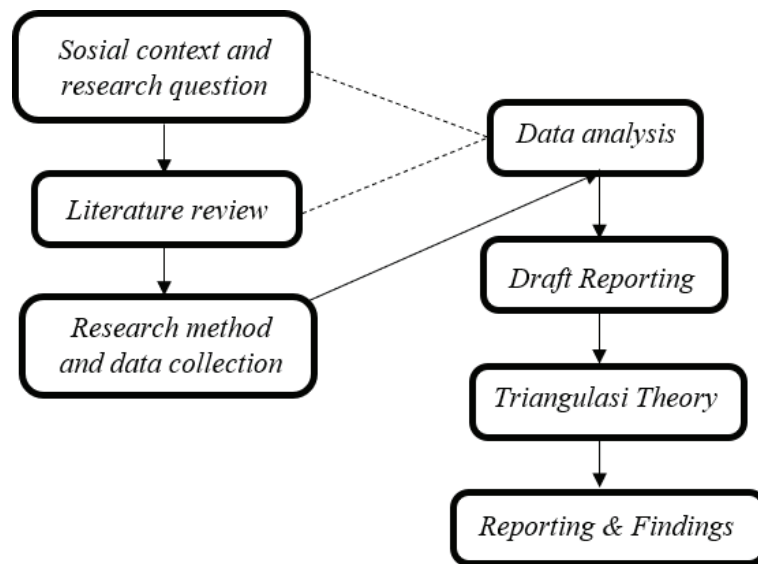 Sosial context and
research question
Literature review
Research method
and data collection
Data analysis
Draft Reporting
Triangulasi Theory
Reporting & Findings